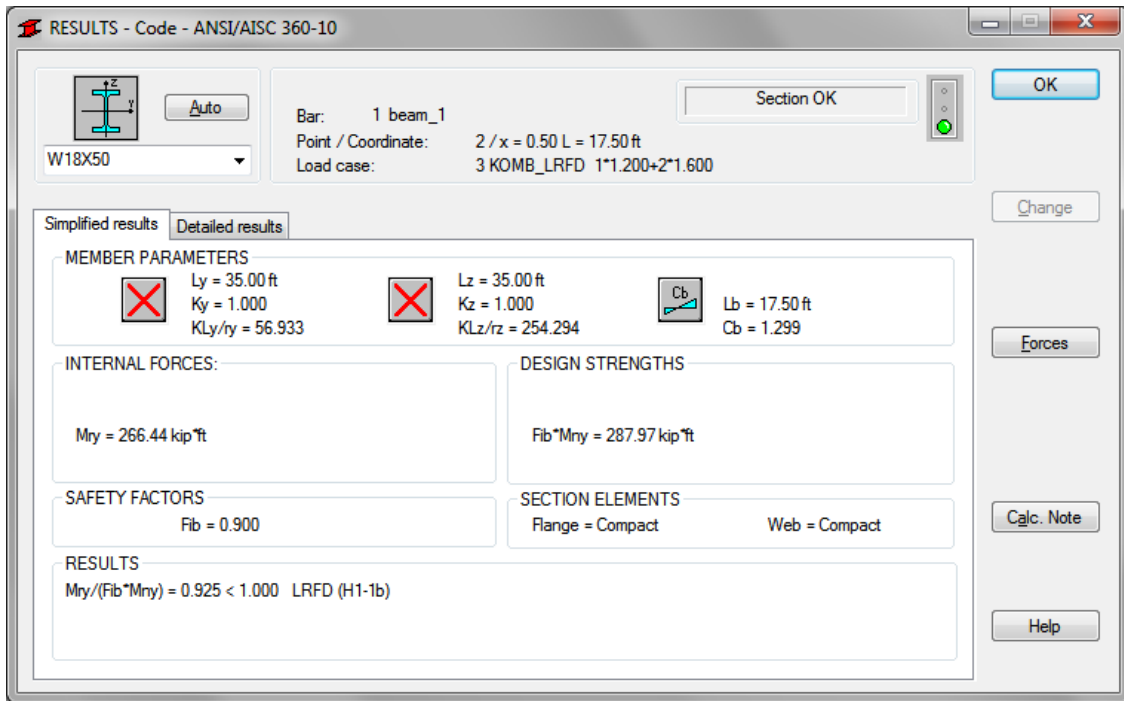 RESULTS - Code - ANSI/AISC 360-10
Z
Y
Auto
W18X50
Bar: 1 beam_1
Point / Coordinate: 2 / x = 0.50 L = 17.50 ft
Load case: 3 KOMB_LRFD 1*1.200+2*1.600
Section OK
OK
Change
Forces
Calc. Note
Help
Simplified results
Detailed results
MEMBER PARAMETERS
Ly = 35.00 ft
Ky = 1.000
KLy/ry = 56.933
Lz = 35.00 ft
Kz = 1.000
KLz/rz = 254.294
Cb
Lb = 17.50 ft
Cb = 1.299
INTERNAL FORCES:
Mry = 266.44 kip*ft
DESIGN STRENGTHS
Fib*Mny = 287.97 kip*ft
SAFETY FACTORS
Fib = 0.900
SECTION ELEMENTS
Flange = Compact Web = Compact
RESULTS
Mry/(Fib*Mny) = 0.925 < 1.000 LRFD (H1-1b)